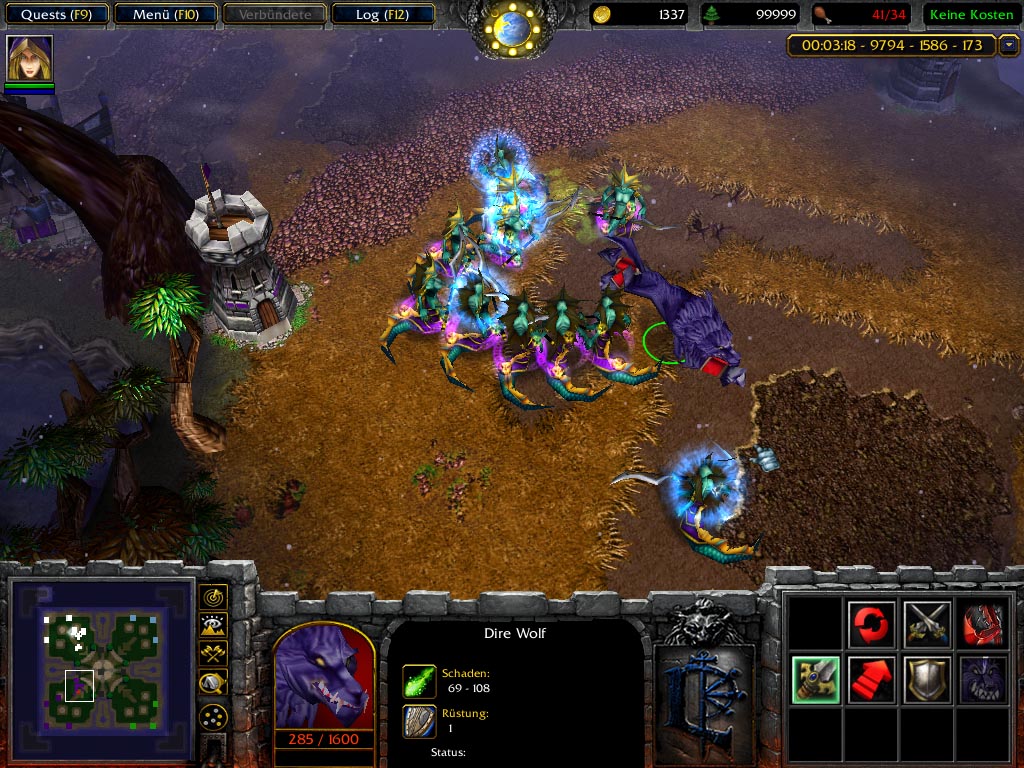 Quests (F9) Menü (F10) Verbündete Log (F12) 1337 99999 41/34 Keine Kosten
00:03:18 - 9794 - 1586 - 173
Dire Wolf
Schaden:
69 - 108
Rüstung:
1
285 / 1600
Status: